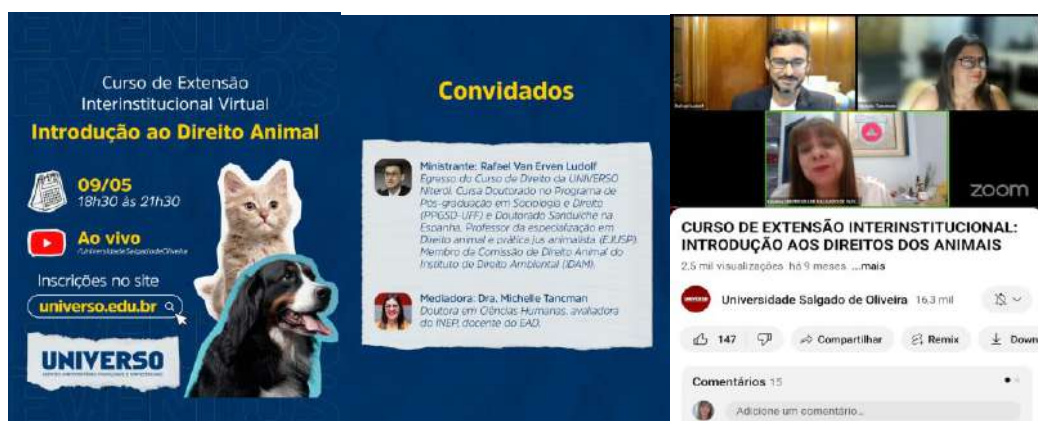 EVENTOS
Curso de Extensão
Interinstitucional Virtual
Introdução ao Direito Animal
09/05
18h30 às 21h30
Ao vivo
/UniversidadeSalgadodeOliveira
Inscrições no site
universo.edu.br
UNIVERSO
EVENTOS
Convidados
Ministrante: Rafael Van Erven Ludolf
Egresso do Curso de Direito da UNIVERSO
Niterói. Cursa Doutorado no Programa de
Pós-graduação em Sociologia e Direito
(PPGSD-UFF) e Doutorado Sanduíche na
Espanha. Professor da especialização em
Direito animal e prática jus animalista (EJUSP).
Membro da Comissão de Direito Animal do
Instituto de Direito Ambiental (IDAM).
Mediadora: Dra. Michelle Tancman
Doutora em Ciências Humanas, avaliadora
do INEP, docente do EAD.
zoom
CURSO DE EXTENSÃO INTERINSTITUCIONAL:
INTRODUÇÃO AOS DIREITOS DOS ANIMAIS
2,5 mil visualizações há 9 meses ...mais
UNIVERSO Universidade Salgado de Oliveira 16,3 mil
147 Compartilhar Remix Down
Comentários 15
Adicione um comentário...